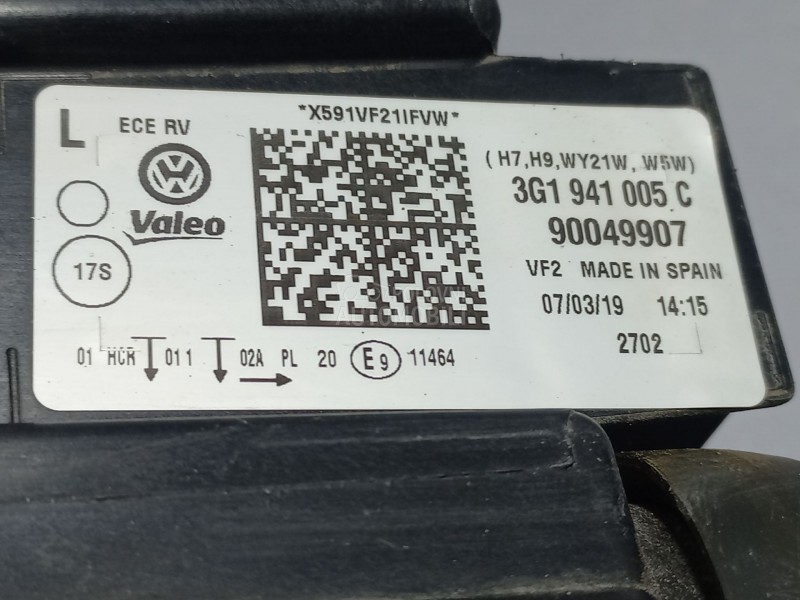 *X591VF21IFVW*
L
ECE RV
(H7,H9,WY21W, W5W)
3G1 941 005 C
Valeo
90049907
17S
VF2 MADE IN SPAIN
07/03/19 14:15
2702
01 HCR 01 1 02A PL 20 E9 11464